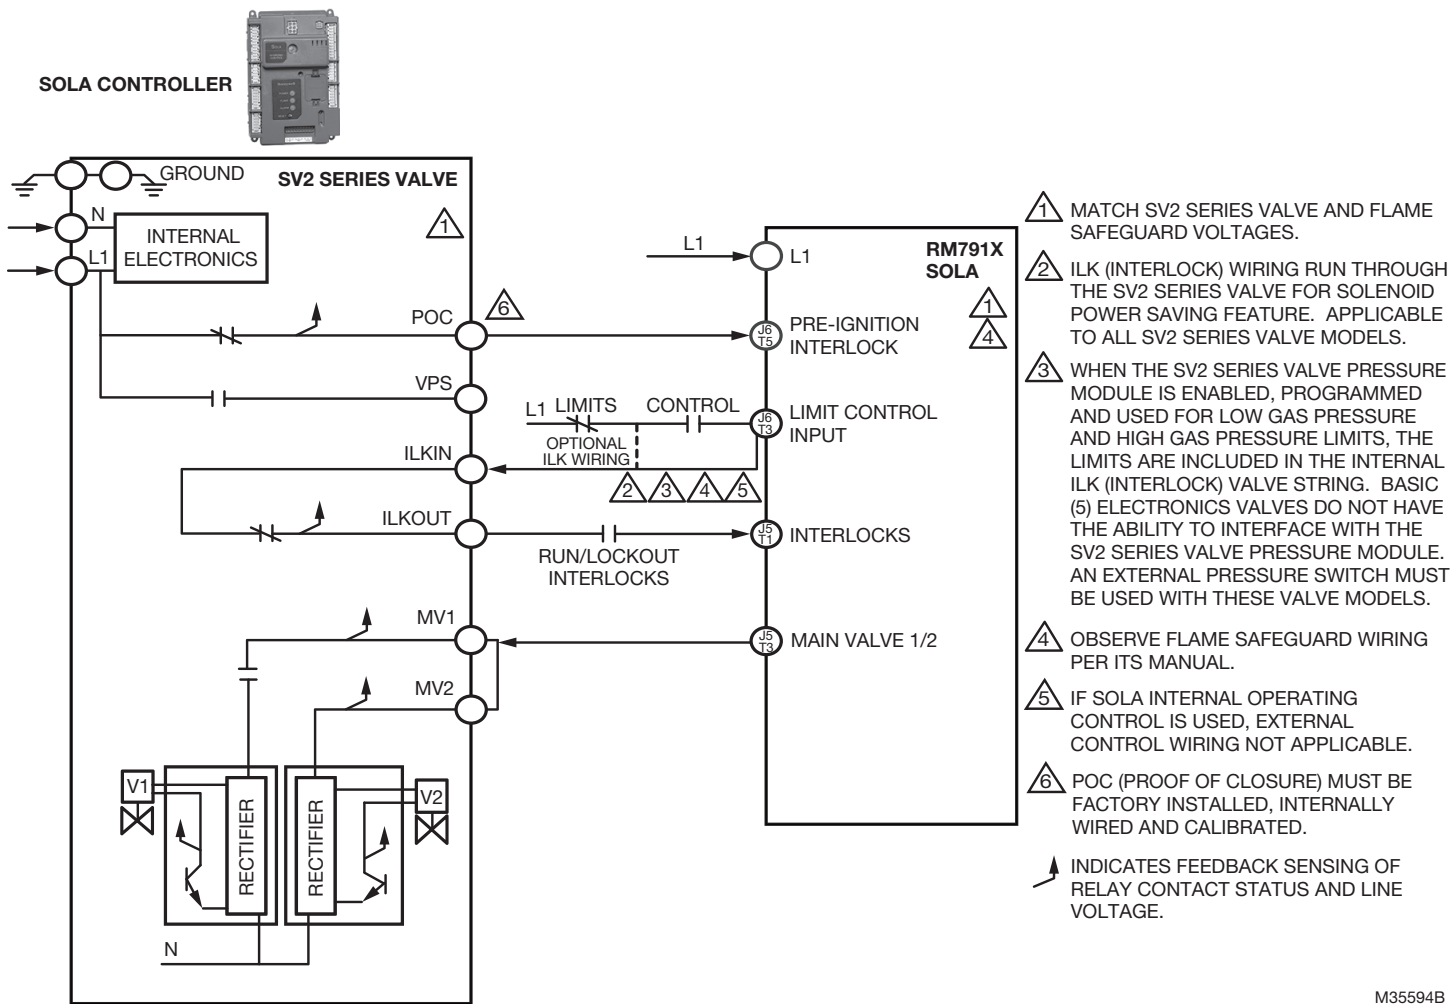 SOLA CONTROLLER
GROUND
SV2 SERIES VALVE
1
N
INTERNAL
ELECTRONICS
L1
POC
6
VPS
ILKIN
ILKOUT
MV1
MV2
V1
RECTIFIER
RECTIFIER
V2
N
L1
L1
RM791X
SOLA
1
4
J6
T5
PRE-IGNITION
INTERLOCK
L1 LIMITS CONTROL
J6
T3
LIMIT CONTROL
INPUT
OPTIONAL
ILK WIRING
2 3 4 5
J5
T1
INTERLOCKS
RUN/LOCKOUT
INTERLOCKS
J5
T3
MAIN VALVE 1/2
1 MATCH SV2 SERIES VALVE AND FLAME
SAFEGUARD VOLTAGES.
2 ILK (INTERLOCK) WIRING RUN THROUGH
THE SV2 SERIES VALVE FOR SOLENOID
POWER SAVING FEATURE. APPLICABLE
TO ALL SV2 SERIES VALVE MODELS.
3 WHEN THE SV2 SERIES VALVE PRESSURE
MODULE IS ENABLED, PROGRAMMED
AND USED FOR LOW GAS PRESSURE
AND HIGH GAS PRESSURE LIMITS, THE
LIMITS ARE INCLUDED IN THE INTERNAL
ILK (INTERLOCK) VALVE STRING. BASIC
(5) ELECTRONICS VALVES DO NOT HAVE
THE ABILITY TO INTERFACE WITH THE
SV2 SERIES VALVE PRESSURE MODULE.
AN EXTERNAL PRESSURE SWITCH MUST
BE USED WITH THESE VALVE MODELS.
4 OBSERVE FLAME SAFEGUARD WIRING
PER ITS MANUAL.
5 IF SOLA INTERNAL OPERATING
CONTROL IS USED, EXTERNAL
CONTROL WIRING NOT APPLICABLE.
6 POC (PROOF OF CLOSURE) MUST BE
FACTORY INSTALLED, INTERNALLY
WIRED AND CALIBRATED.
INDICATES FEEDBACK SENSING OF
RELAY CONTACT STATUS AND LINE
VOLTAGE.
M35594B